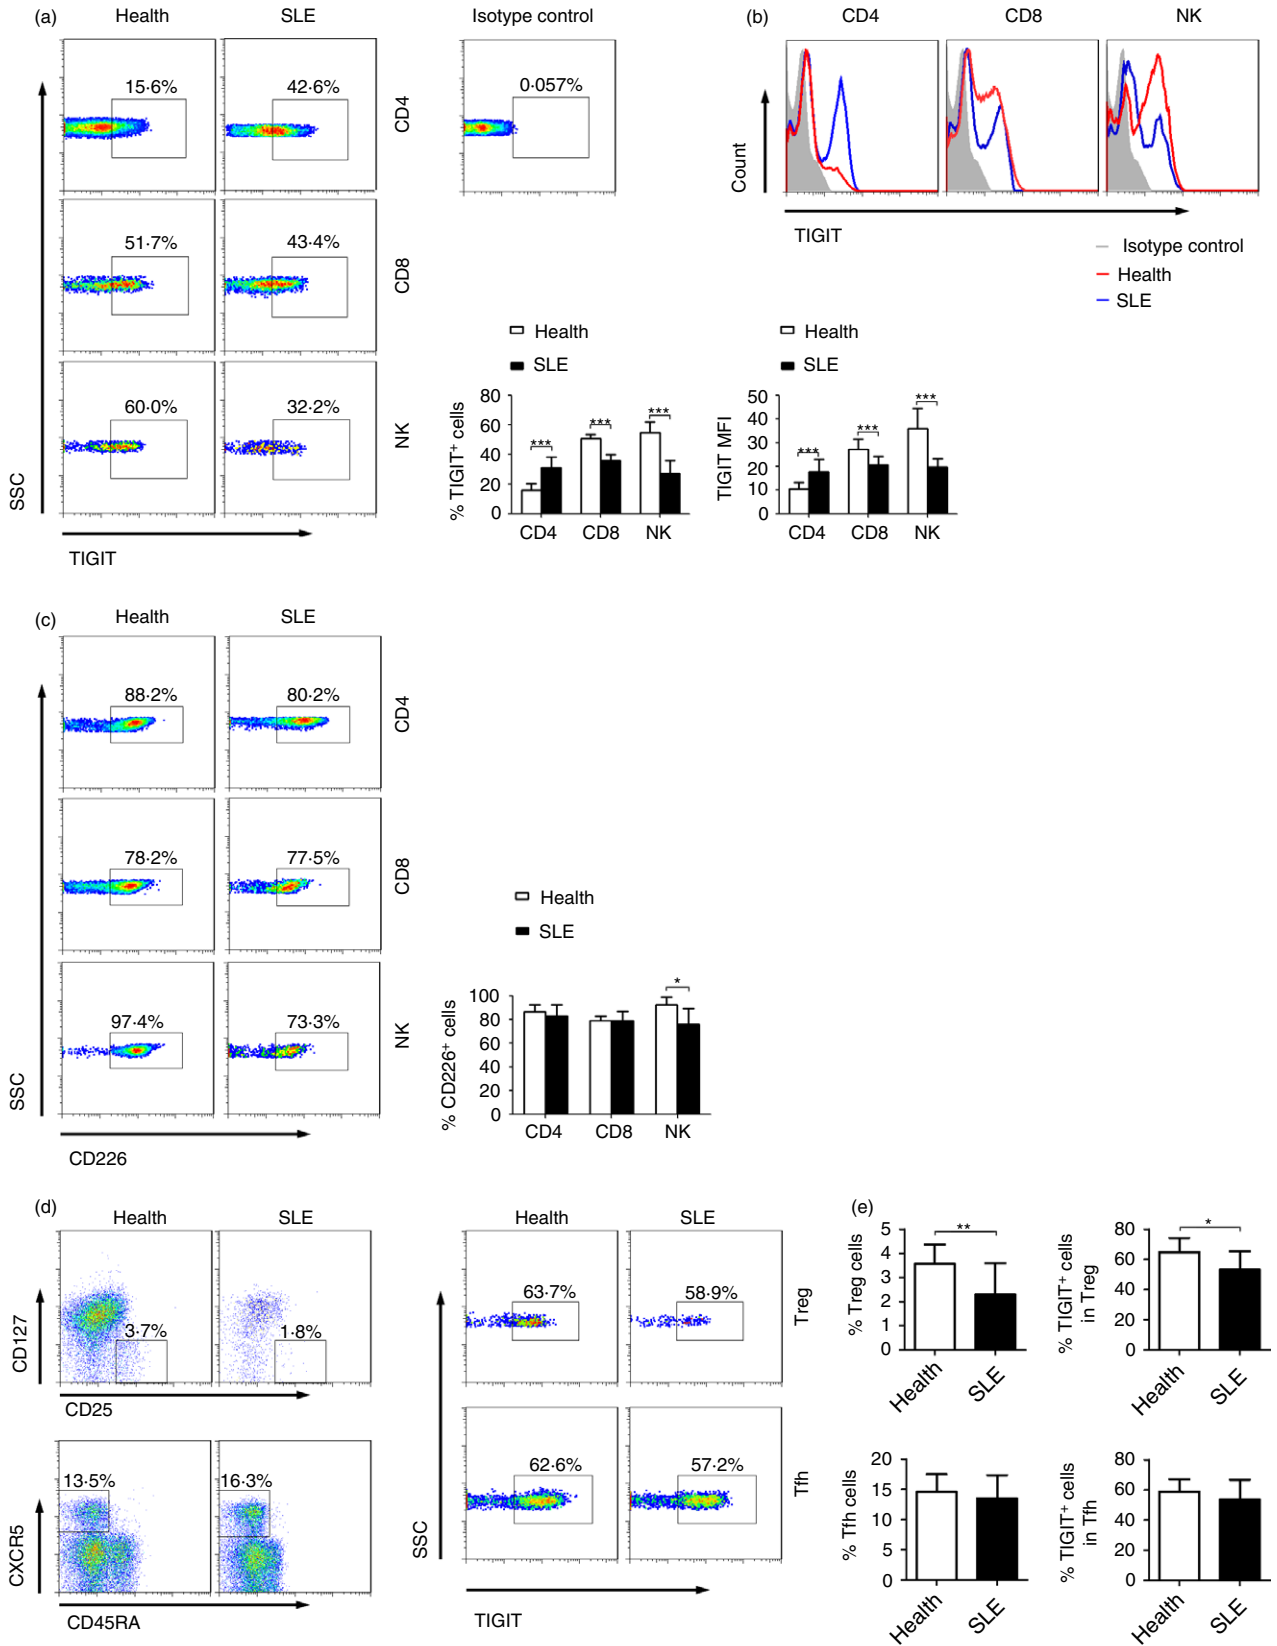 (a)
Health
SLE
Isotype control
15·6%
42·6%
CD4
0·057%
51·7%
43·4%
CD8
60·0%
32·2%
NK
SSC
TIGIT
Health
SLE
% TIGIT+ cells
80
60
40
20
0
***
***
***
CD4
CD8
NK
(b)
CD4
CD8
NK
Count
TIGIT
Isotype control
Health
SLE
Health
SLE
TIGIT MFI
50
40
30
20
10
0
***
***
***
CD4
CD8
NK
(c)
Health
SLE
88·2%
80·2%
CD4
78·2%
77·5%
CD8
97·4%
73·3%
NK
SSC
CD226
Health
SLE
% CD226+ cells
100
80
60
40
20
0
*
CD4
CD8
NK
(d)
Health
SLE
3·7%
1·8%
CD127
CD25
13·5%
16·3%
CXCR5
CD45RA
Health
SLE
63·7%
58·9%
Treg
62·6%
57·2%
Tfh
SSC
TIGIT
(e)
% Treg cells
5
4
3
2
1
0
**
Health
SLE
% TIGIT+ cells
in Treg
80
60
40
20
0
*
Health
SLE
% Tfh cells
20
15
10
5
0
Health
SLE
% TIGIT+ cells
in Tfh
80
60
40
20
0
Health
SLE